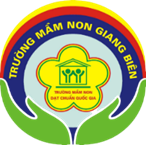 TRƯỜNG MẦM NON GIANG BIÊN
TRƯỜNG MẦM NON
ĐẠT CHUẨN QUỐC GIA